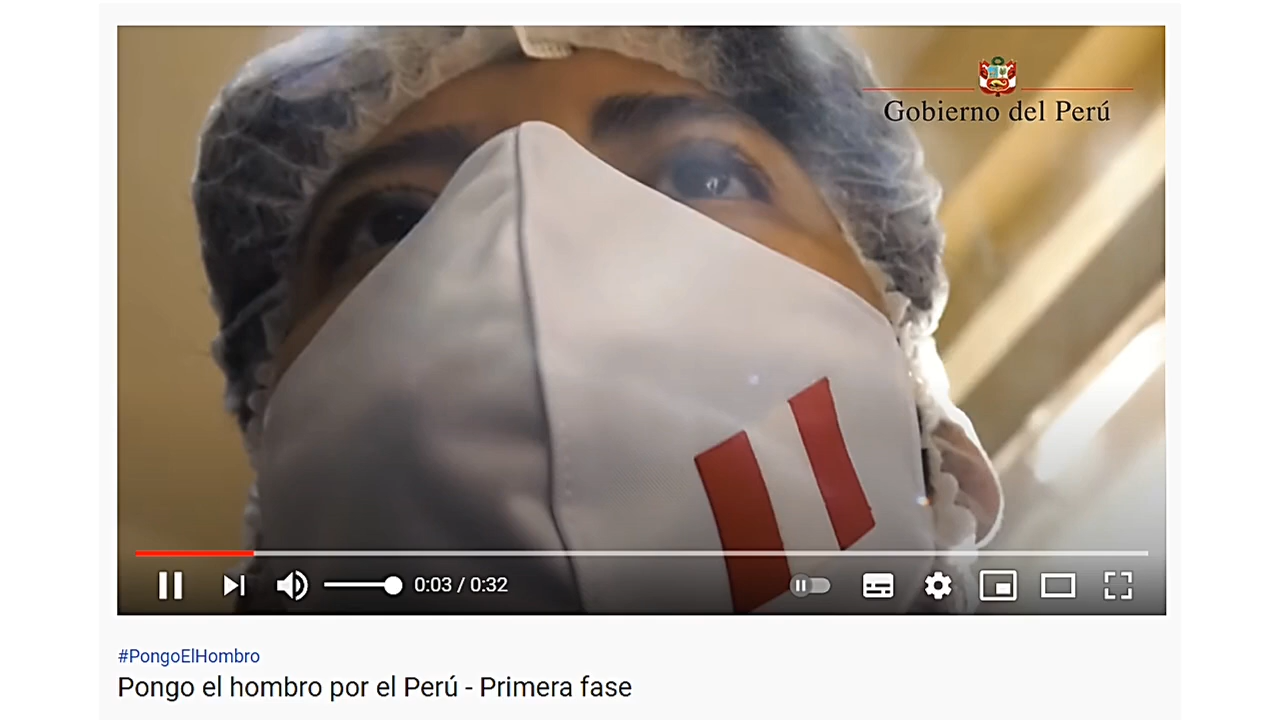 Gobierno del Perú
0:03 / 0:32
#PongoElHombro
Pongo el hombro por el Perú - Primera fase